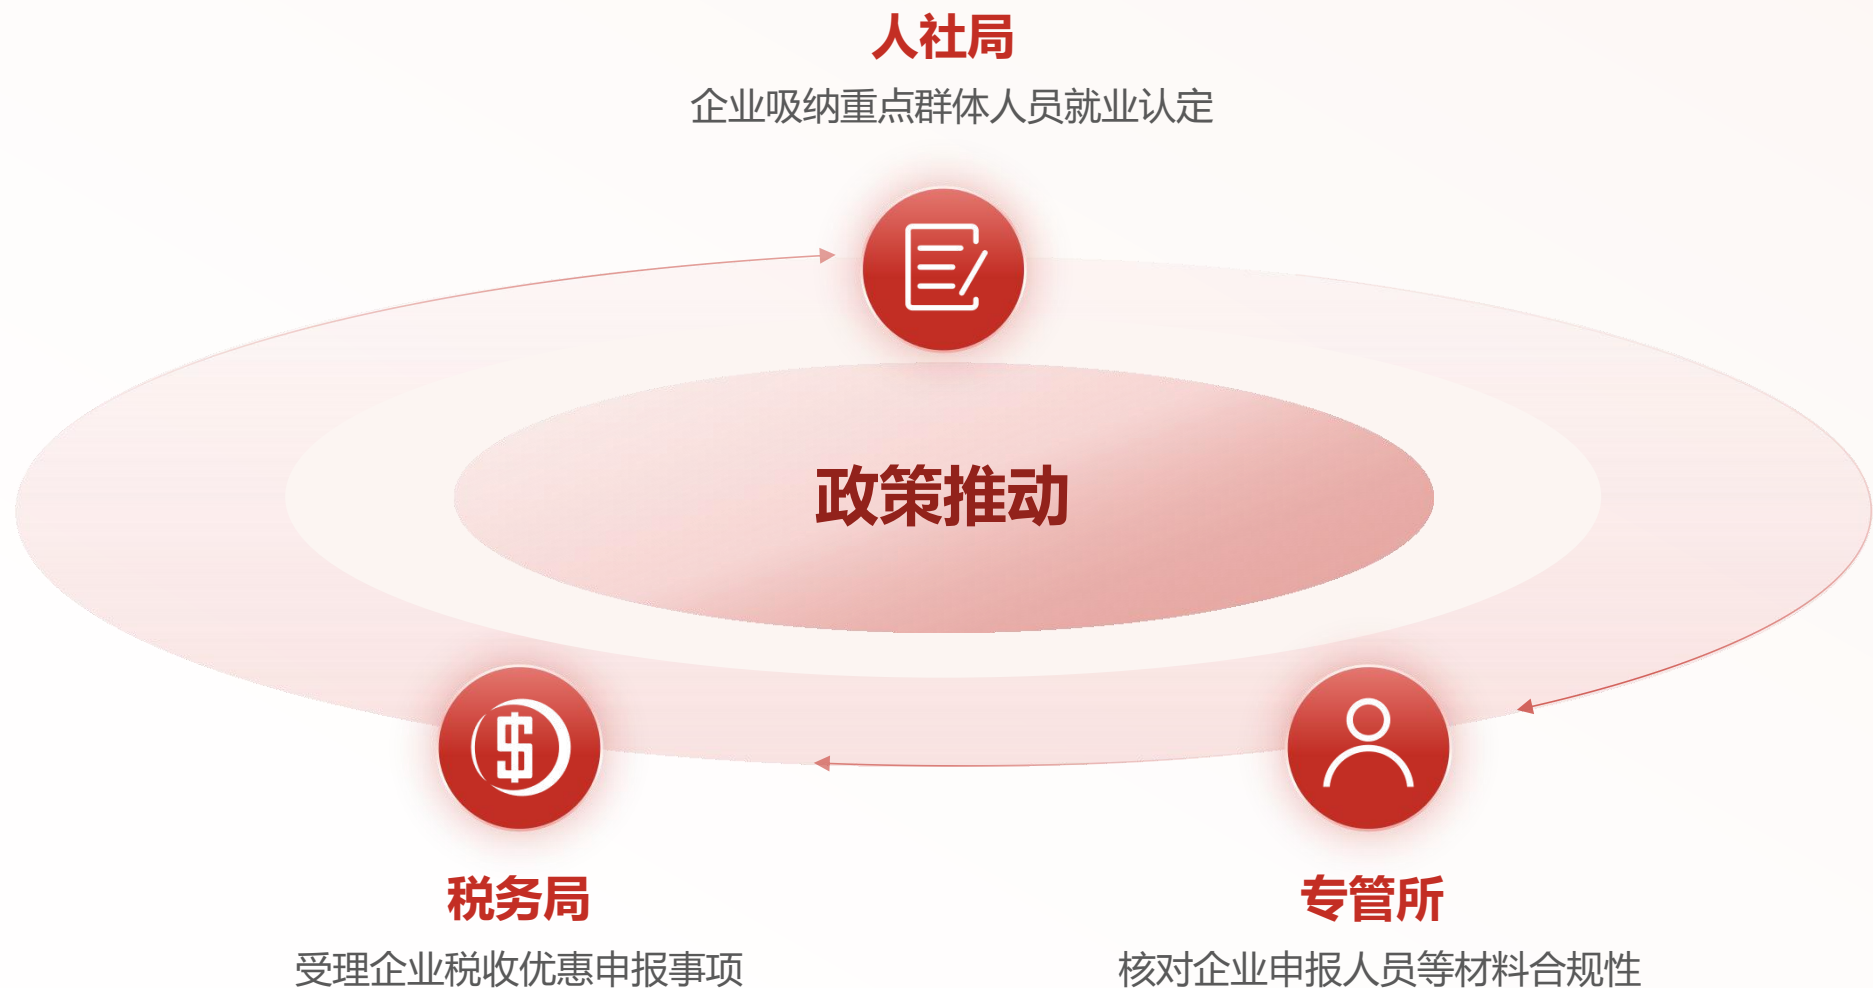 人社局
企业吸纳重点群体人员就业认定
政策推动
税务局
受理企业税收优惠申报事项
专管所
核对企业申报人员等材料合规性